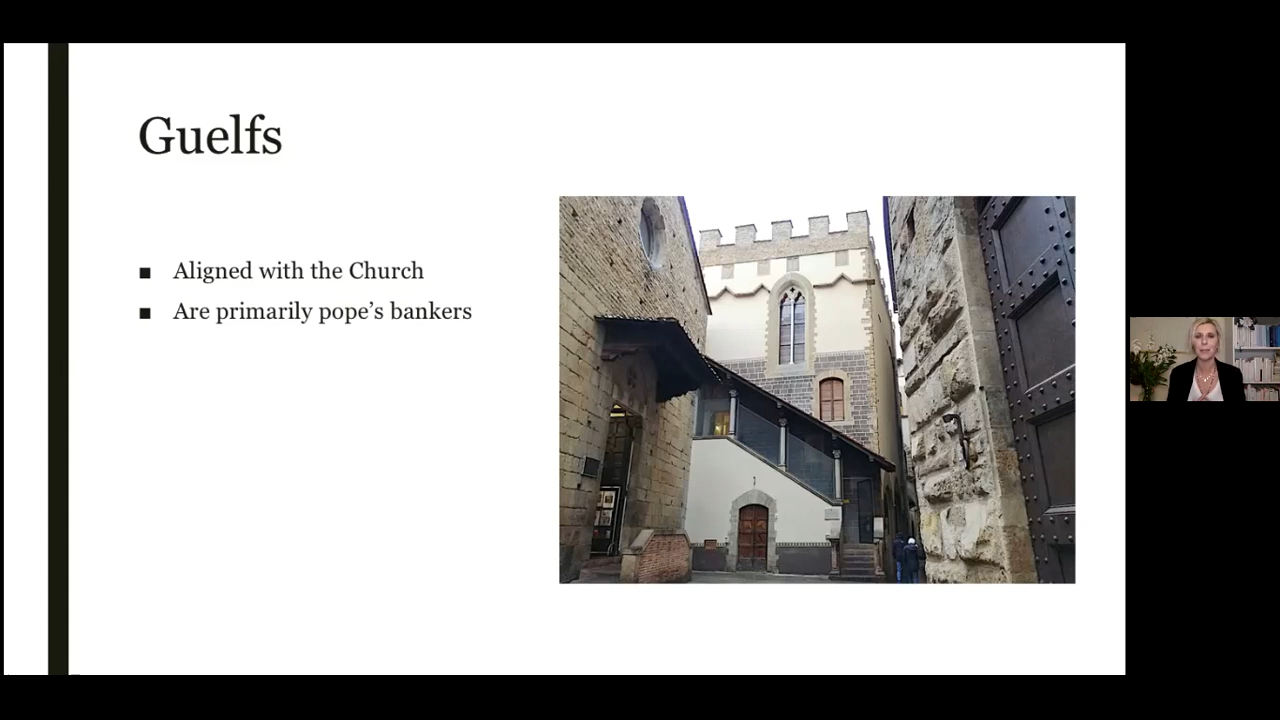 Guelfs
■ Aligned with the Church
■ Are primarily pope’s bankers